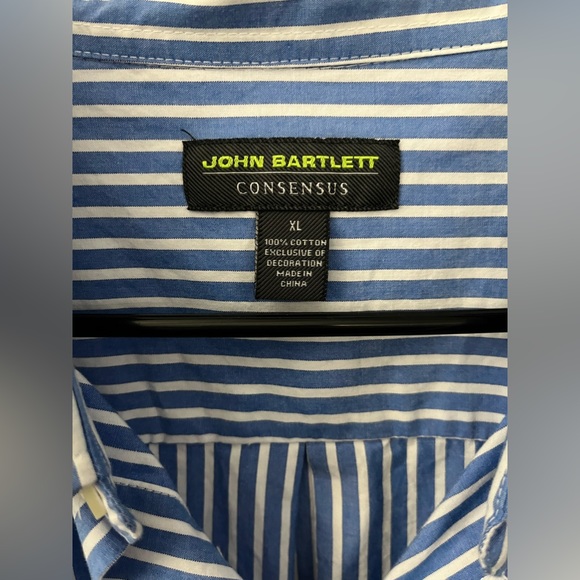 JOHN BARTLETT
CONSENSUS
XL
100% COTTON
EXCLUSIVE OF
DECORATION
MADE IN
CHINA